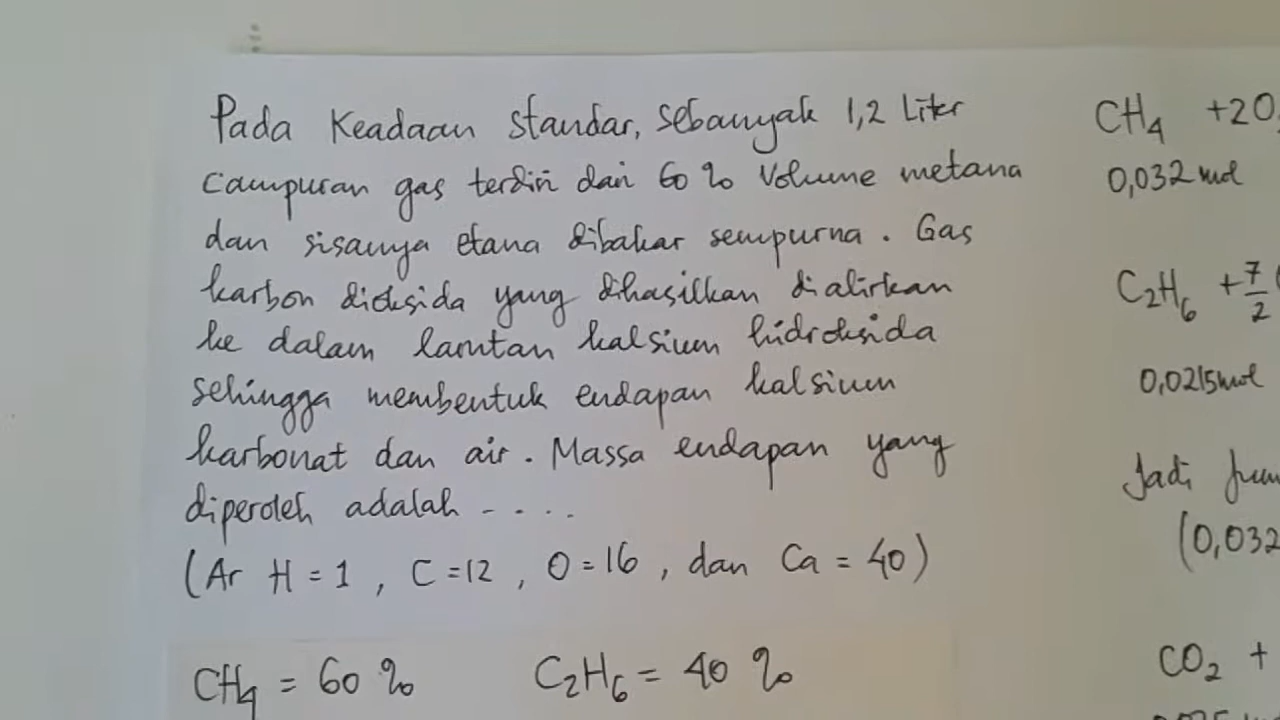 Pada Keadaan standar, sebanyak 1,2 Liter
campuran gas terdiri dari 60 % Volume metana
dan sisanya etana dibakar sempurna. Gas
karbon dioksida yang dihasilkan dialirkan
ke dalam larutan kalsium hidroksida
sehingga membentuk endapan kalsium
karbonat dan air. Massa endapan yang
diperoleh adalah ....
(Ar H = 1, C = 12, O = 16, dan Ca = 40)
CH4 = 60 % C2H6 = 40 %
CH4 + 2O
0,032 mol
C2H6 + 7/2
0,0215 mol
Jadi
(0,032
CO2 +